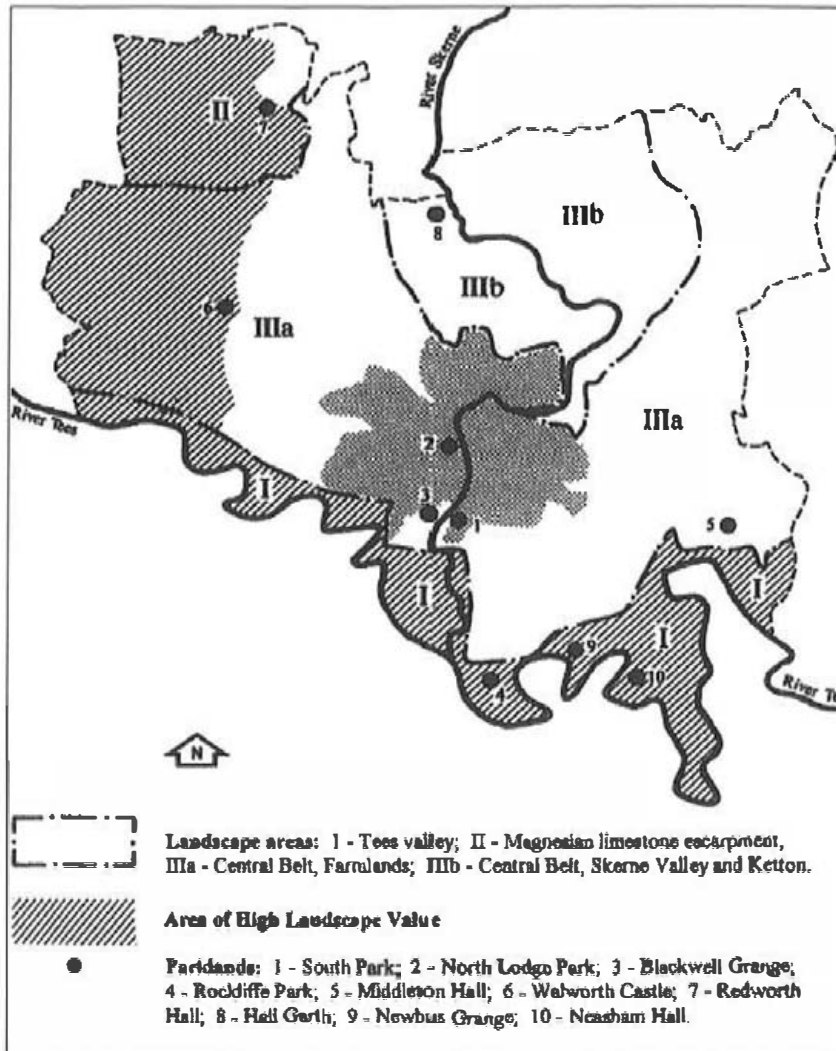 River Skerne
II
7
IIIb
8
IIIb
6
IIIa
River Tees
IIIa
2
I
3
1
5
I
I
I
9
10
4
River Tees
N
Landscape areas: I - Tees valley; II - Magnesian limestone escarpment,
IIIa - Central Belt, Farmlands; IIIb - Central Belt, Skerne Valley and Ketton.
Area of High Landscape Value
Parklands: 1 - South Park; 2 - North Lodge Park; 3 - Blackwell Grange;
4 - Rockliffe Park; 5 - Middleton Hall; 6 - Walworth Castle; 7 - Redworth
Hall; 8 - Hall Garth; 9 - Newbus Grange; 10 - Neasham Hall.